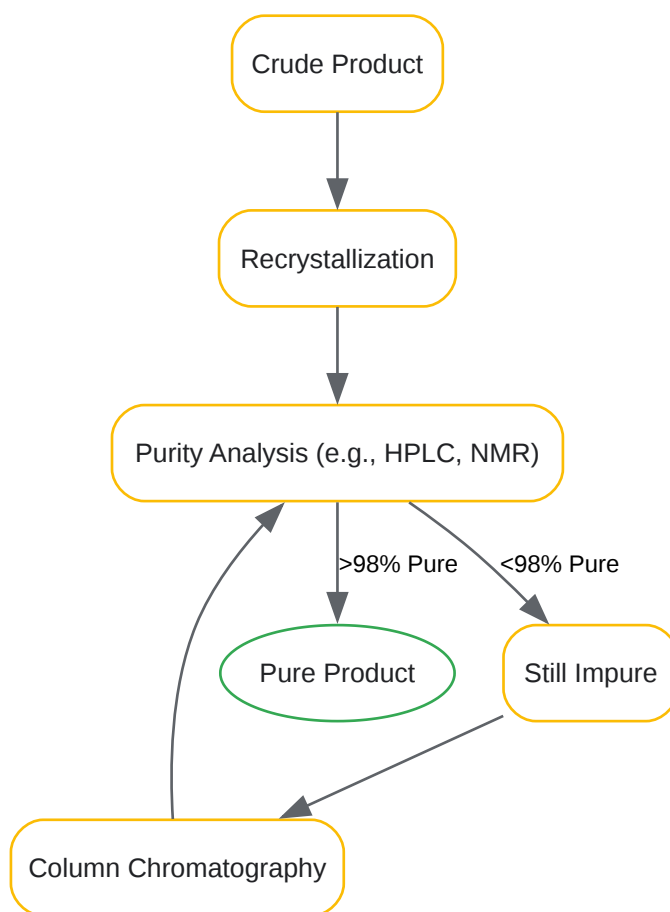 Crude Product
Recrystallization
Purity Analysis (e.g., HPLC, NMR)
>98% Pure
<98% Pure
Pure Product
Still Impure
Column Chromatography